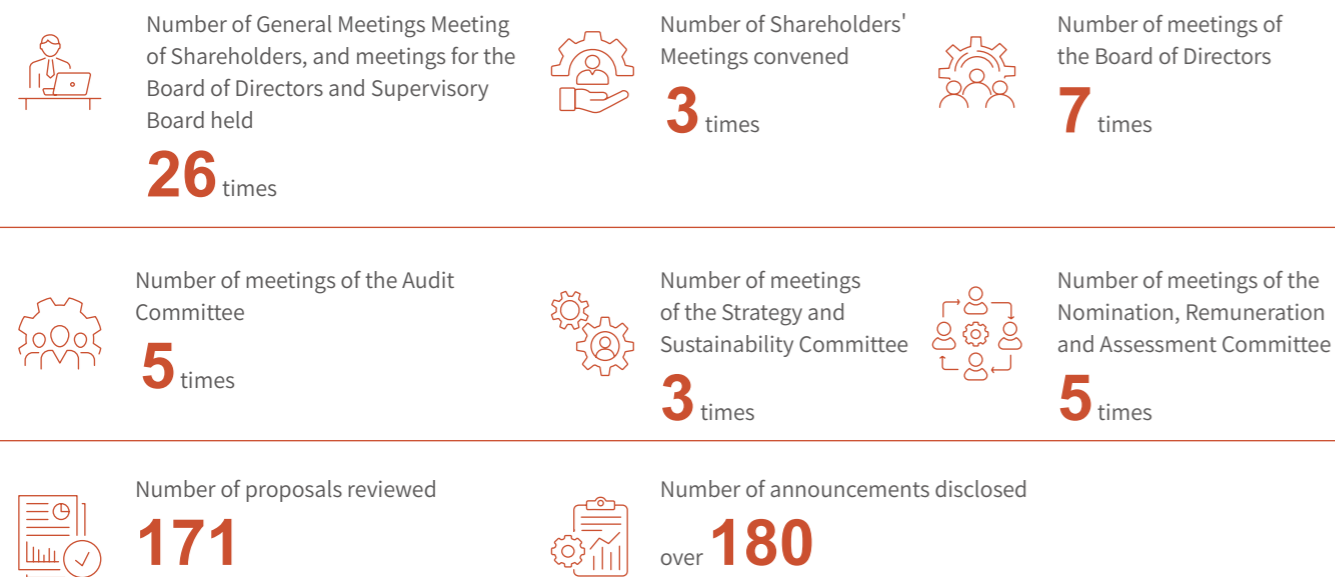 Number of General Meetings Meeting
of Shareholders, and meetings for the
Board of Directors and Supervisory
Board held
26 times
Number of Shareholders'
Meetings convened
3 times
Number of meetings of
the Board of Directors
7 times
Number of meetings of the Audit
Committee
5 times
Number of meetings
of the Strategy and
Sustainability Committee
3 times
Number of meetings of the
Nomination, Remuneration
and Assessment Committee
5 times
Number of proposals reviewed
171
Number of announcements disclosed
over 180